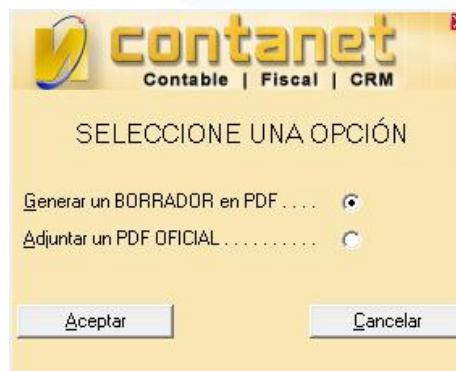 contanet
Contable | Fiscal | CRM
SELECCIONE UNA OPCIÓN
Generar un BORRADOR en PDF . . . .
Adjuntar un PDF OFICIAL . . . . . . . . . .
Aceptar
Cancelar